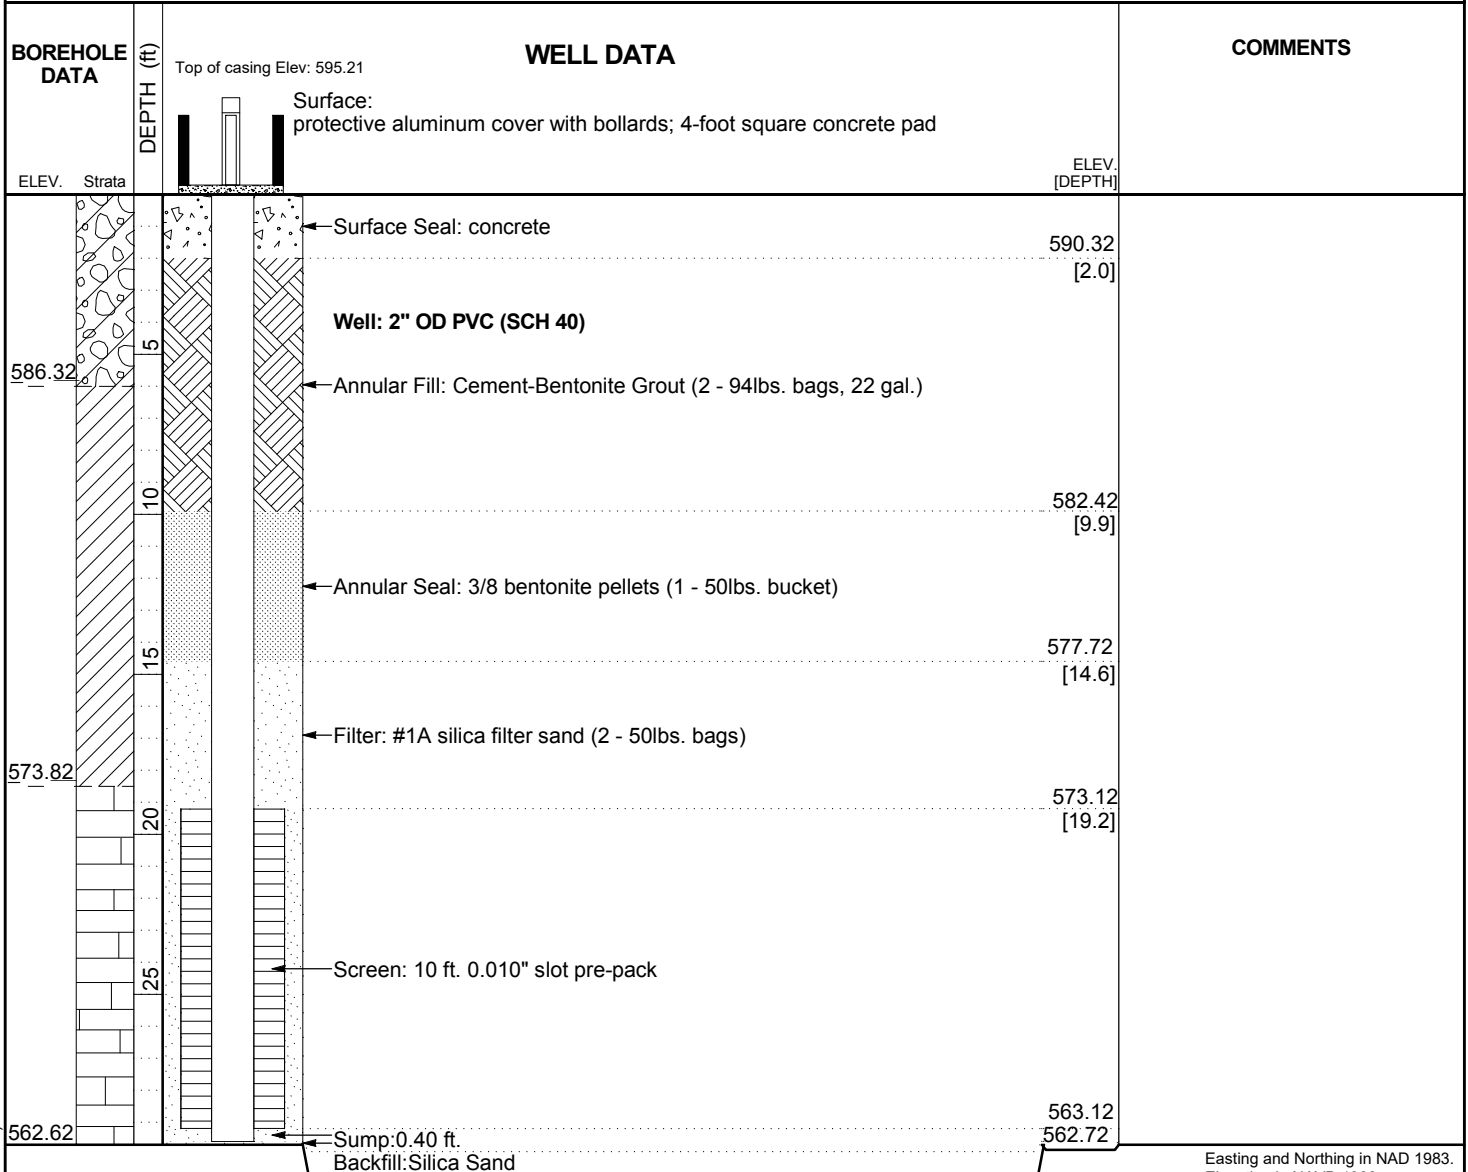 BOREHOLE
DATA
DEPTH (ft)
WELL DATA
COMMENTS
Top of casing Elev: 595.21
Surface:
protective aluminum cover with bollards; 4-foot square concrete pad
ELEV. Strata
ELEV.
[DEPTH]
Surface Seal: concrete
590.32
[2.0]
Well: 2" OD PVC (SCH 40)
5
586.32
Annular Fill: Cement-Bentonite Grout (2 - 94lbs. bags, 22 gal.)
10
582.42
[9.9]
Annular Seal: 3/8 bentonite pellets (1 - 50lbs. bucket)
577.72
15
[14.6]
Filter: #1A silica filter sand (2 - 50lbs. bags)
573.82
573.12
20
[19.2]
Screen: 10 ft. 0.010" slot pre-pack
25
563.12
562.62
Sump:0.40 ft.
562.72
Backfill:Silica Sand
Easting and Northing in NAD 1983.